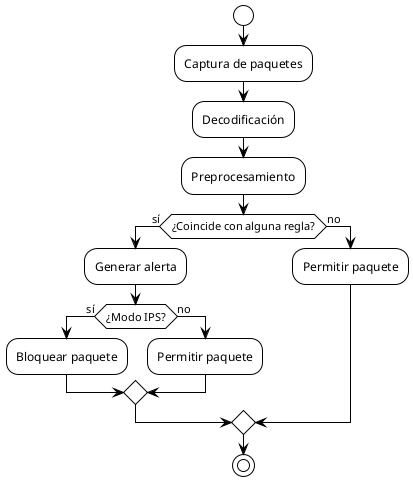 Captura de paquetes
Decodificación
Preprocesamiento
¿Coincide con alguna regla?
sí
no
Generar alerta
Permitir paquete
¿Modo IPS?
sí
no
Bloquear paquete
Permitir paquete